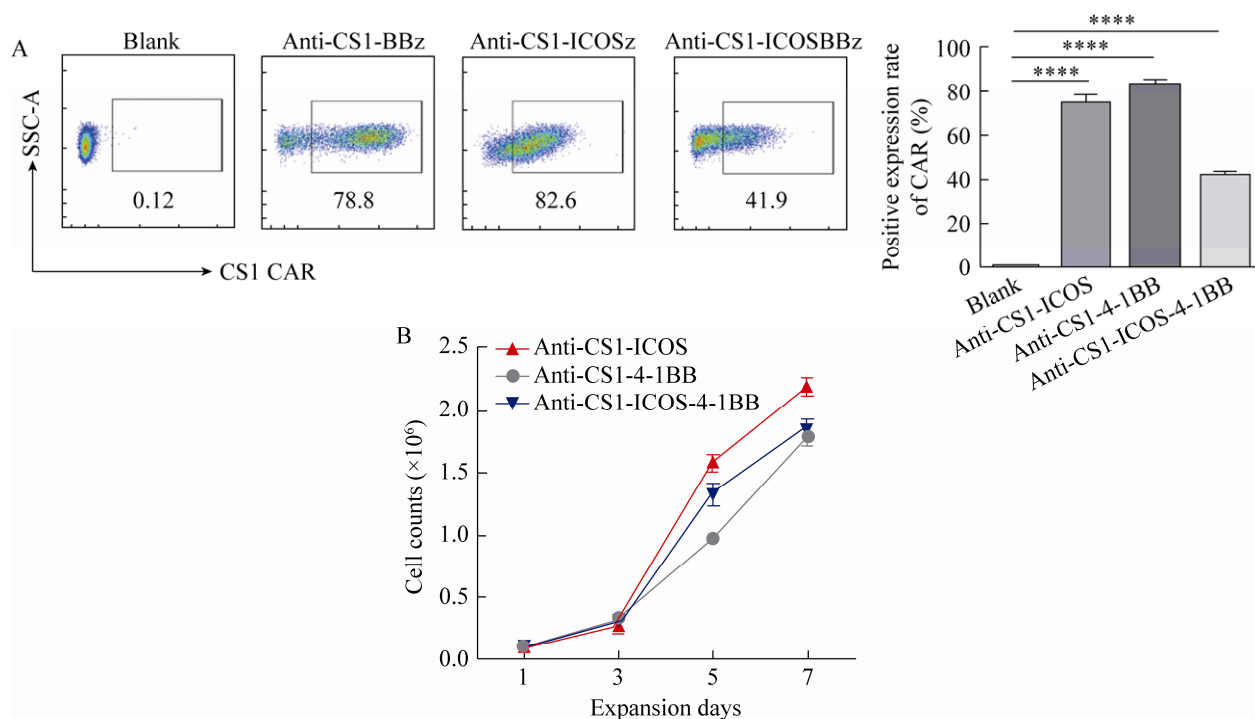 A
Blank
Anti-CS1-BBz
Anti-CS1-ICOSz
Anti-CS1-ICOSBBz
SSC-A
0.12
78.8
82.6
41.9
CS1 CAR
****
****
****
Positive expression rate
of CAR (%)
100
80
60
40
20
0
Blank
Anti-CS1-ICOS
Anti-CS1-4-1BB
Anti-CS1-ICOS-4-1BB
B
Anti-CS1-ICOS
Anti-CS1-4-1BB
Anti-CS1-ICOS-4-1BB
Cell counts (×10⁶)
2.5
2.0
1.5
1.0
0.5
0.0
1 3 5 7
Expansion days